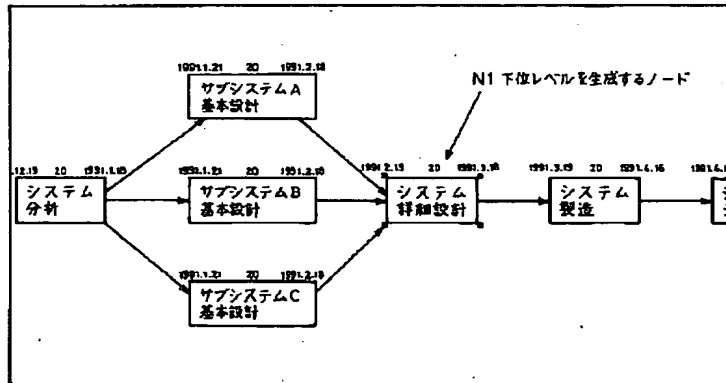 1991.1.21 20 1991.2.18
サブシステムA
基本設計
N1 下位レベルを生成するノード
.12.19 20 1991.1.18
システム
分析
1991.1.21 20 1991.2.18
サブシステムB
基本設計
1991.2.19 20 1991.3.18
システム
詳細設計
1991.3.19 20 1991.4.16
システム
製造
1991.1.21 20 1991.2.18
サブシステムC
基本設計